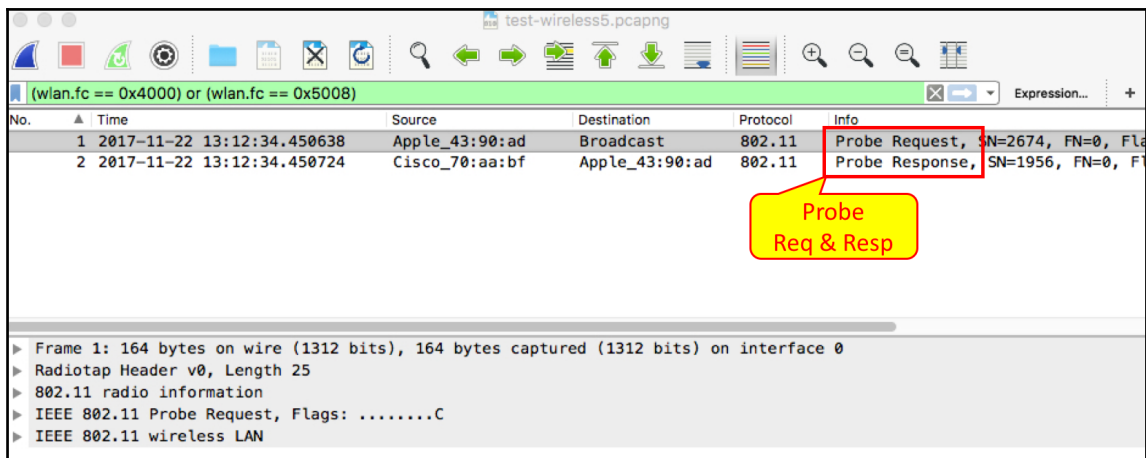 test-wireless5.pcapng
(wlan.fc == 0x4000) or (wlan.fc == 0x5008) Expression... +
No. Time Source Destination Protocol Info
1 2017-11-22 13:12:34.450638 Apple_43:90:ad Broadcast 802.11 Probe Request, SN=2674, FN=0, Fla
2 2017-11-22 13:12:34.450724 Cisco_70:aa:bf Apple_43:90:ad 802.11 Probe Response, SN=1956, FN=0, Fl
Probe
Req & Resp
Frame 1: 164 bytes on wire (1312 bits), 164 bytes captured (1312 bits) on interface 0
Radiotap Header v0, Length 25
802.11 radio information
IEEE 802.11 Probe Request, Flags: ........C
IEEE 802.11 wireless LAN